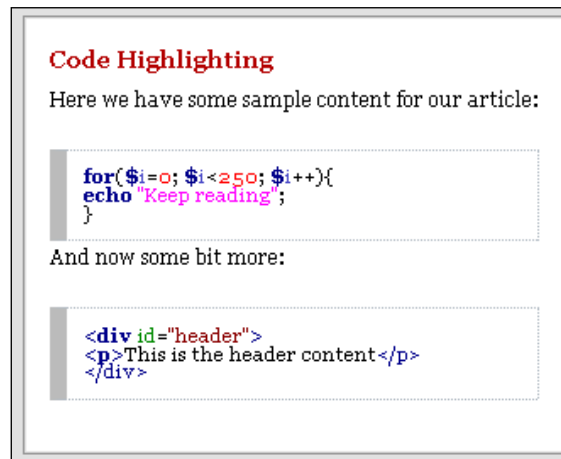 Code Highlighting
Here we have some sample content for our article:
for($i=0; $i<250; $i++){
echo "Keep reading";
}
And now some bit more:
<div id="header">
<p>This is the header content</p>
</div>